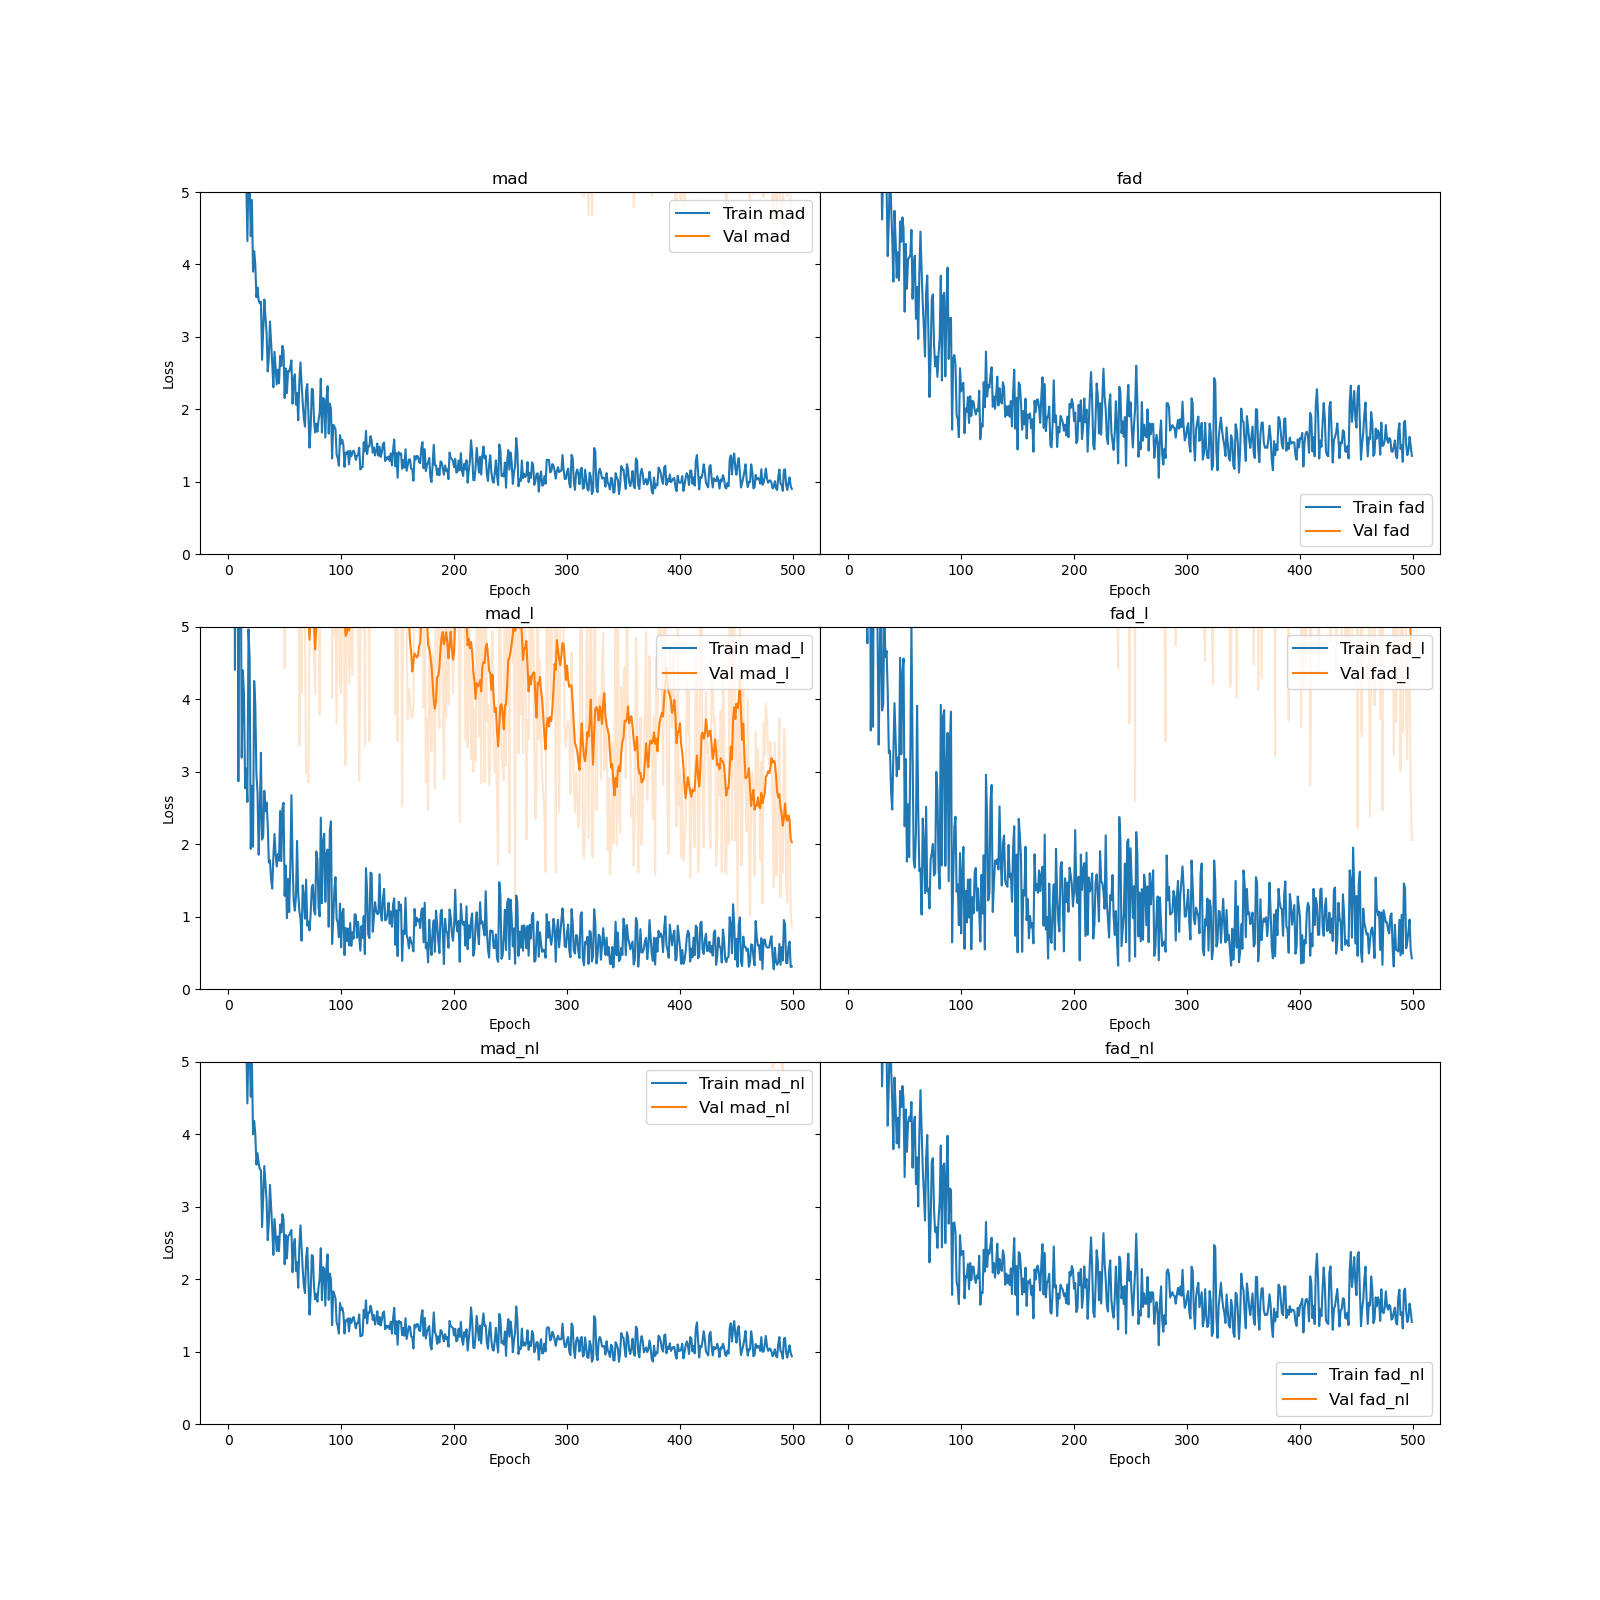 mad
fad
5
4
3
2
1
0
Loss
Train mad
Val mad
Train fad
Val fad
0 100 200 300 400 500
0 100 200 300 400 500
Epoch
Epoch
mad_l
fad_l
5
4
3
2
1
0
Loss
Train mad_l
Val mad_l
Train fad_l
Val fad_l
0 100 200 300 400 500
0 100 200 300 400 500
Epoch
Epoch
mad_nl
fad_nl
5
4
3
2
1
0
Loss
Train mad_nl
Val mad_nl
Train fad_nl
Val fad_nl
0 100 200 300 400 500
0 100 200 300 400 500
Epoch
Epoch